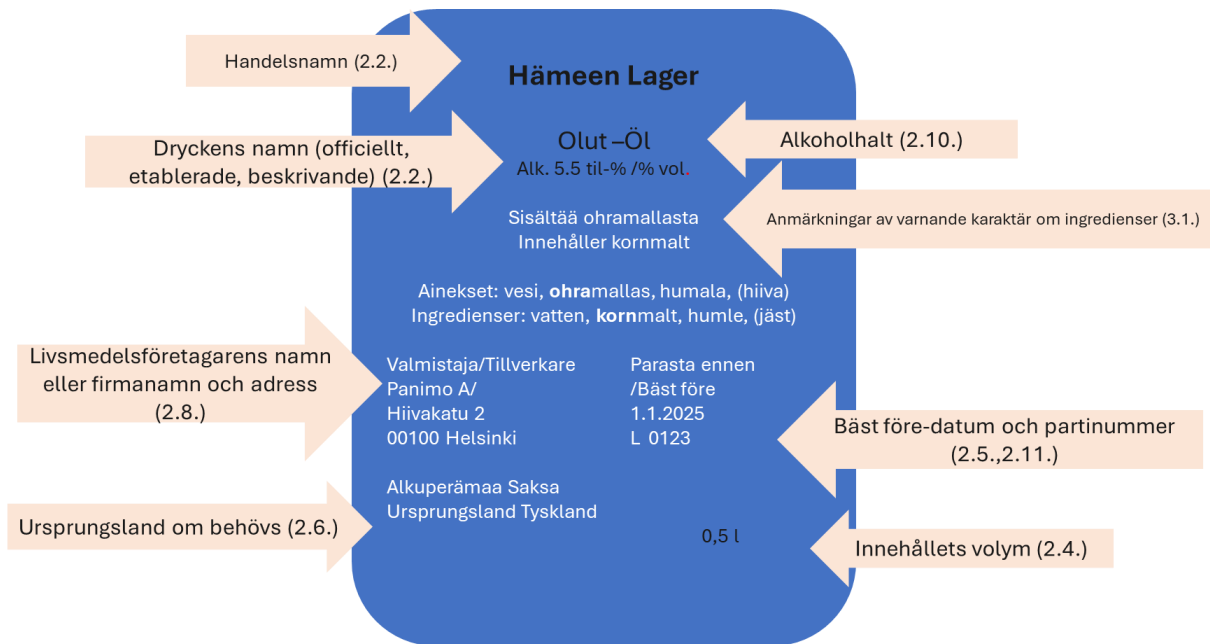 Handelsnamn (2.2.)
Hämeen Lager
Dryckens namn (officiellt,
etablerade, beskrivande) (2.2.)
Olut –Öl
Alk. 5.5 til-% /% vol.
Alkoholhalt (2.10.)
Sisältää ohramallasta
Innehåller kornmalt
Anmärkningar av varnande karaktär om ingredienser (3.1.)
Ainekset: vesi, ohramallas, humala, (hiiva)
Ingredienser: vatten, kornmalt, humle, (jäst)
Livsmedelsföretagarens namn
eller firmanamn och adress
(2.8.)
Valmistaja/Tillverkare
Panimo A/
Hiivakatu 2
00100 Helsinki
Parasta ennen
/Bäst före
1.1.2025
L 0123
Bäst före-datum och partinummer
(2.5.,2.11.)
Alkuperämaa Saksa
Ursprungsland Tyskland
Ursprungsland om behövs (2.6.)
0,5 l
Innehållets volym (2.4.)